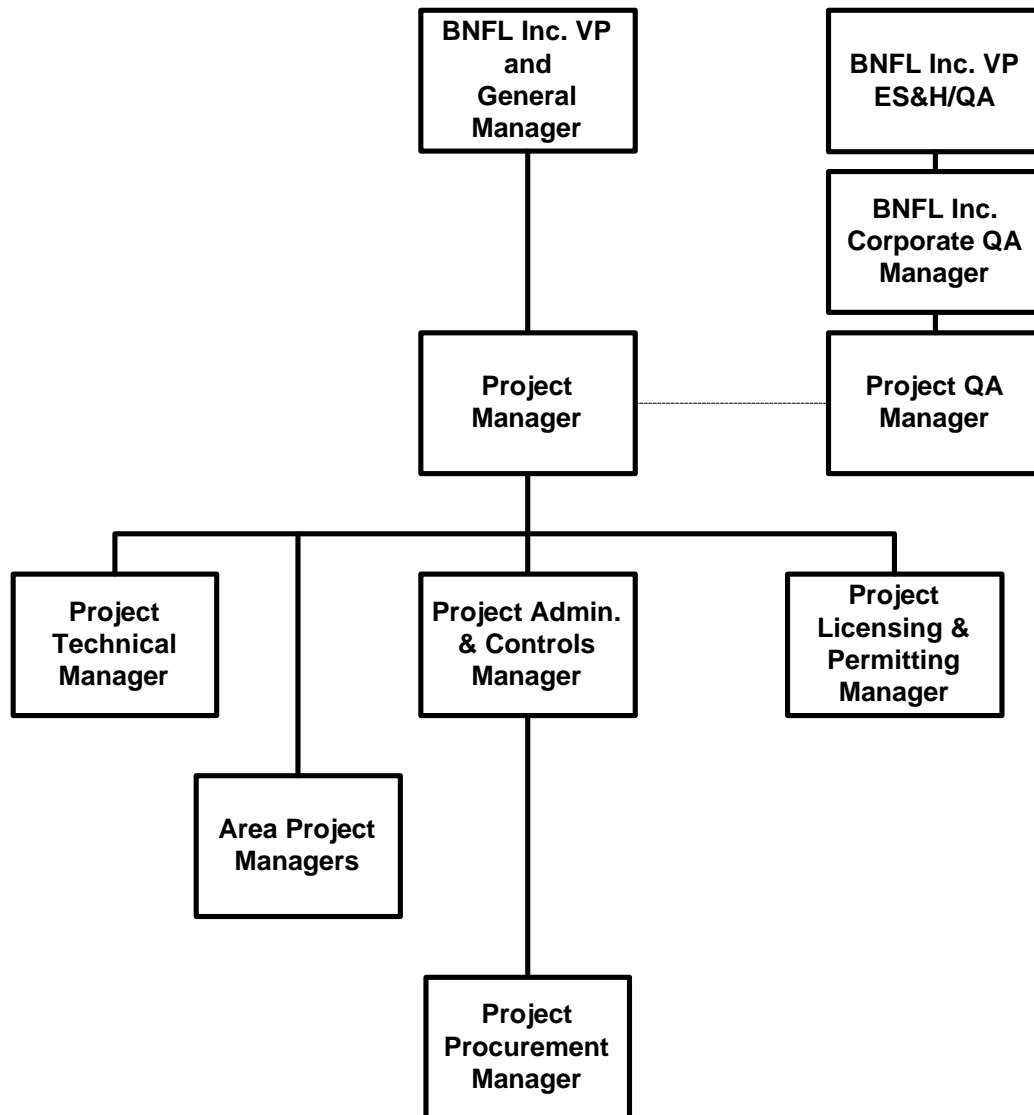 BNFL Inc. VP
and
General
Manager
BNFL Inc. VP
ES&H/QA
BNFL Inc.
Corporate QA
Manager
Project
Manager
Project QA
Manager
Project
Technical
Manager
Project Admin.
& Controls
Manager
Project
Licensing &
Permitting
Manager
Area Project
Managers
Project
Procurement
Manager